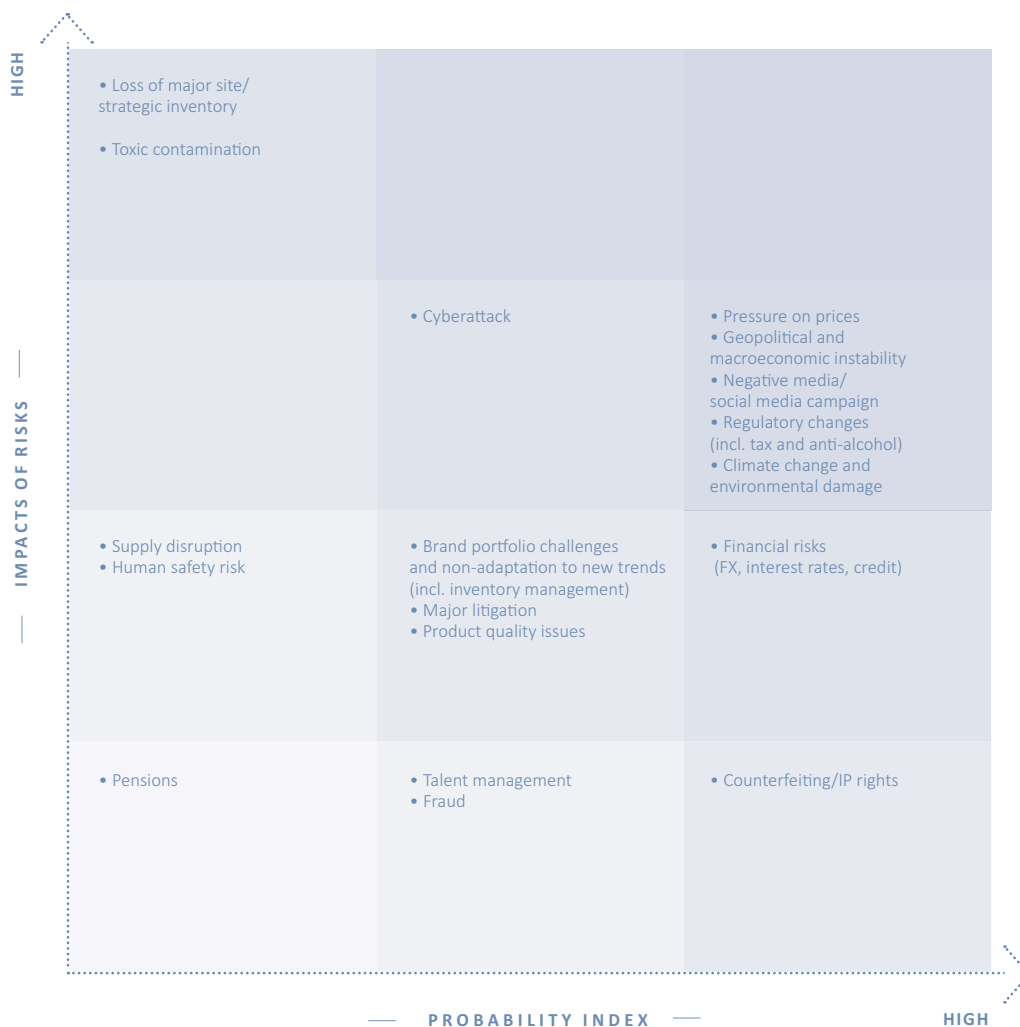 HIGH
• Loss of major site/
strategic inventory
• Toxic contamination
• Cyberattack
• Pressure on prices
• Geopolitical and
macroeconomic instability
• Negative media/
social media campaign
• Regulatory changes
(incl. tax and anti-alcohol)
• Climate change and
environmental damage
IMPACTS OF RISKS
• Supply disruption
• Human safety risk
• Brand portfolio challenges
and non-adaptation to new trends
(incl. inventory management)
• Major litigation
• Product quality issues
• Financial risks
(FX, interest rates, credit)
• Pensions
• Talent management
• Fraud
• Counterfeiting/IP rights
PROBABILITY INDEX
HIGH